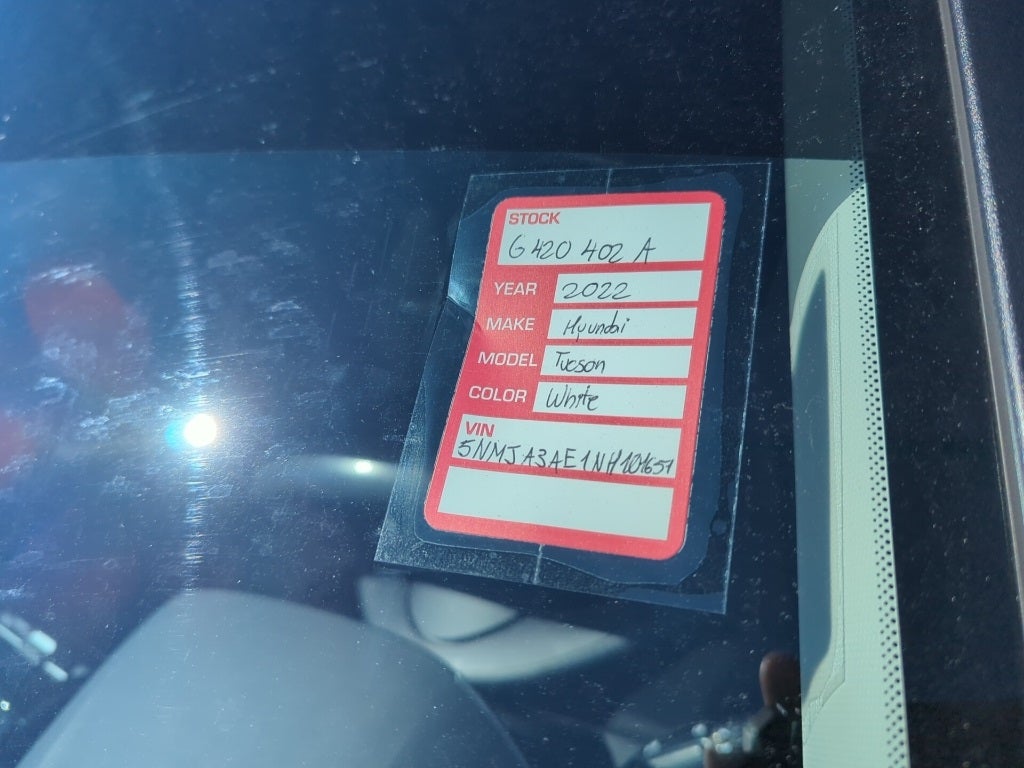 STOCK
G 420 402 A
YEAR 2022
MAKE Hyundai
MODEL Tucson
COLOR White
VIN
5NMJA3AE1NH101651